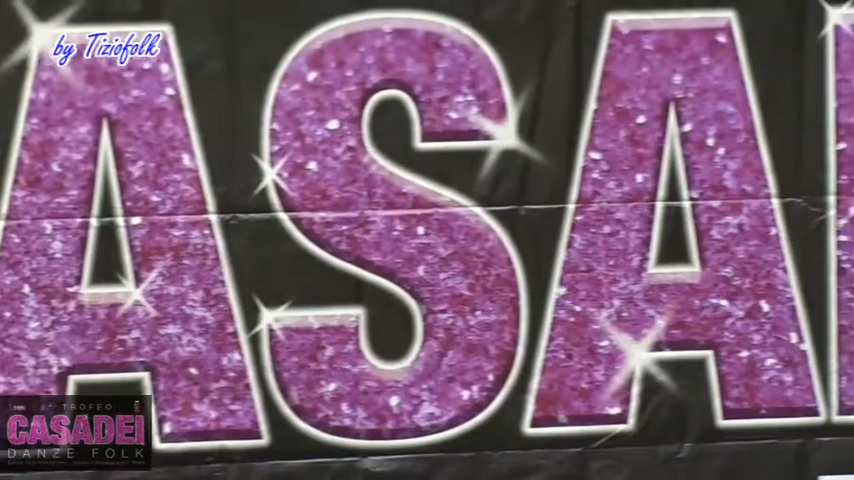 by Tiziofolk
ASA
TROFEO
CASADEI
DANZE FOLK